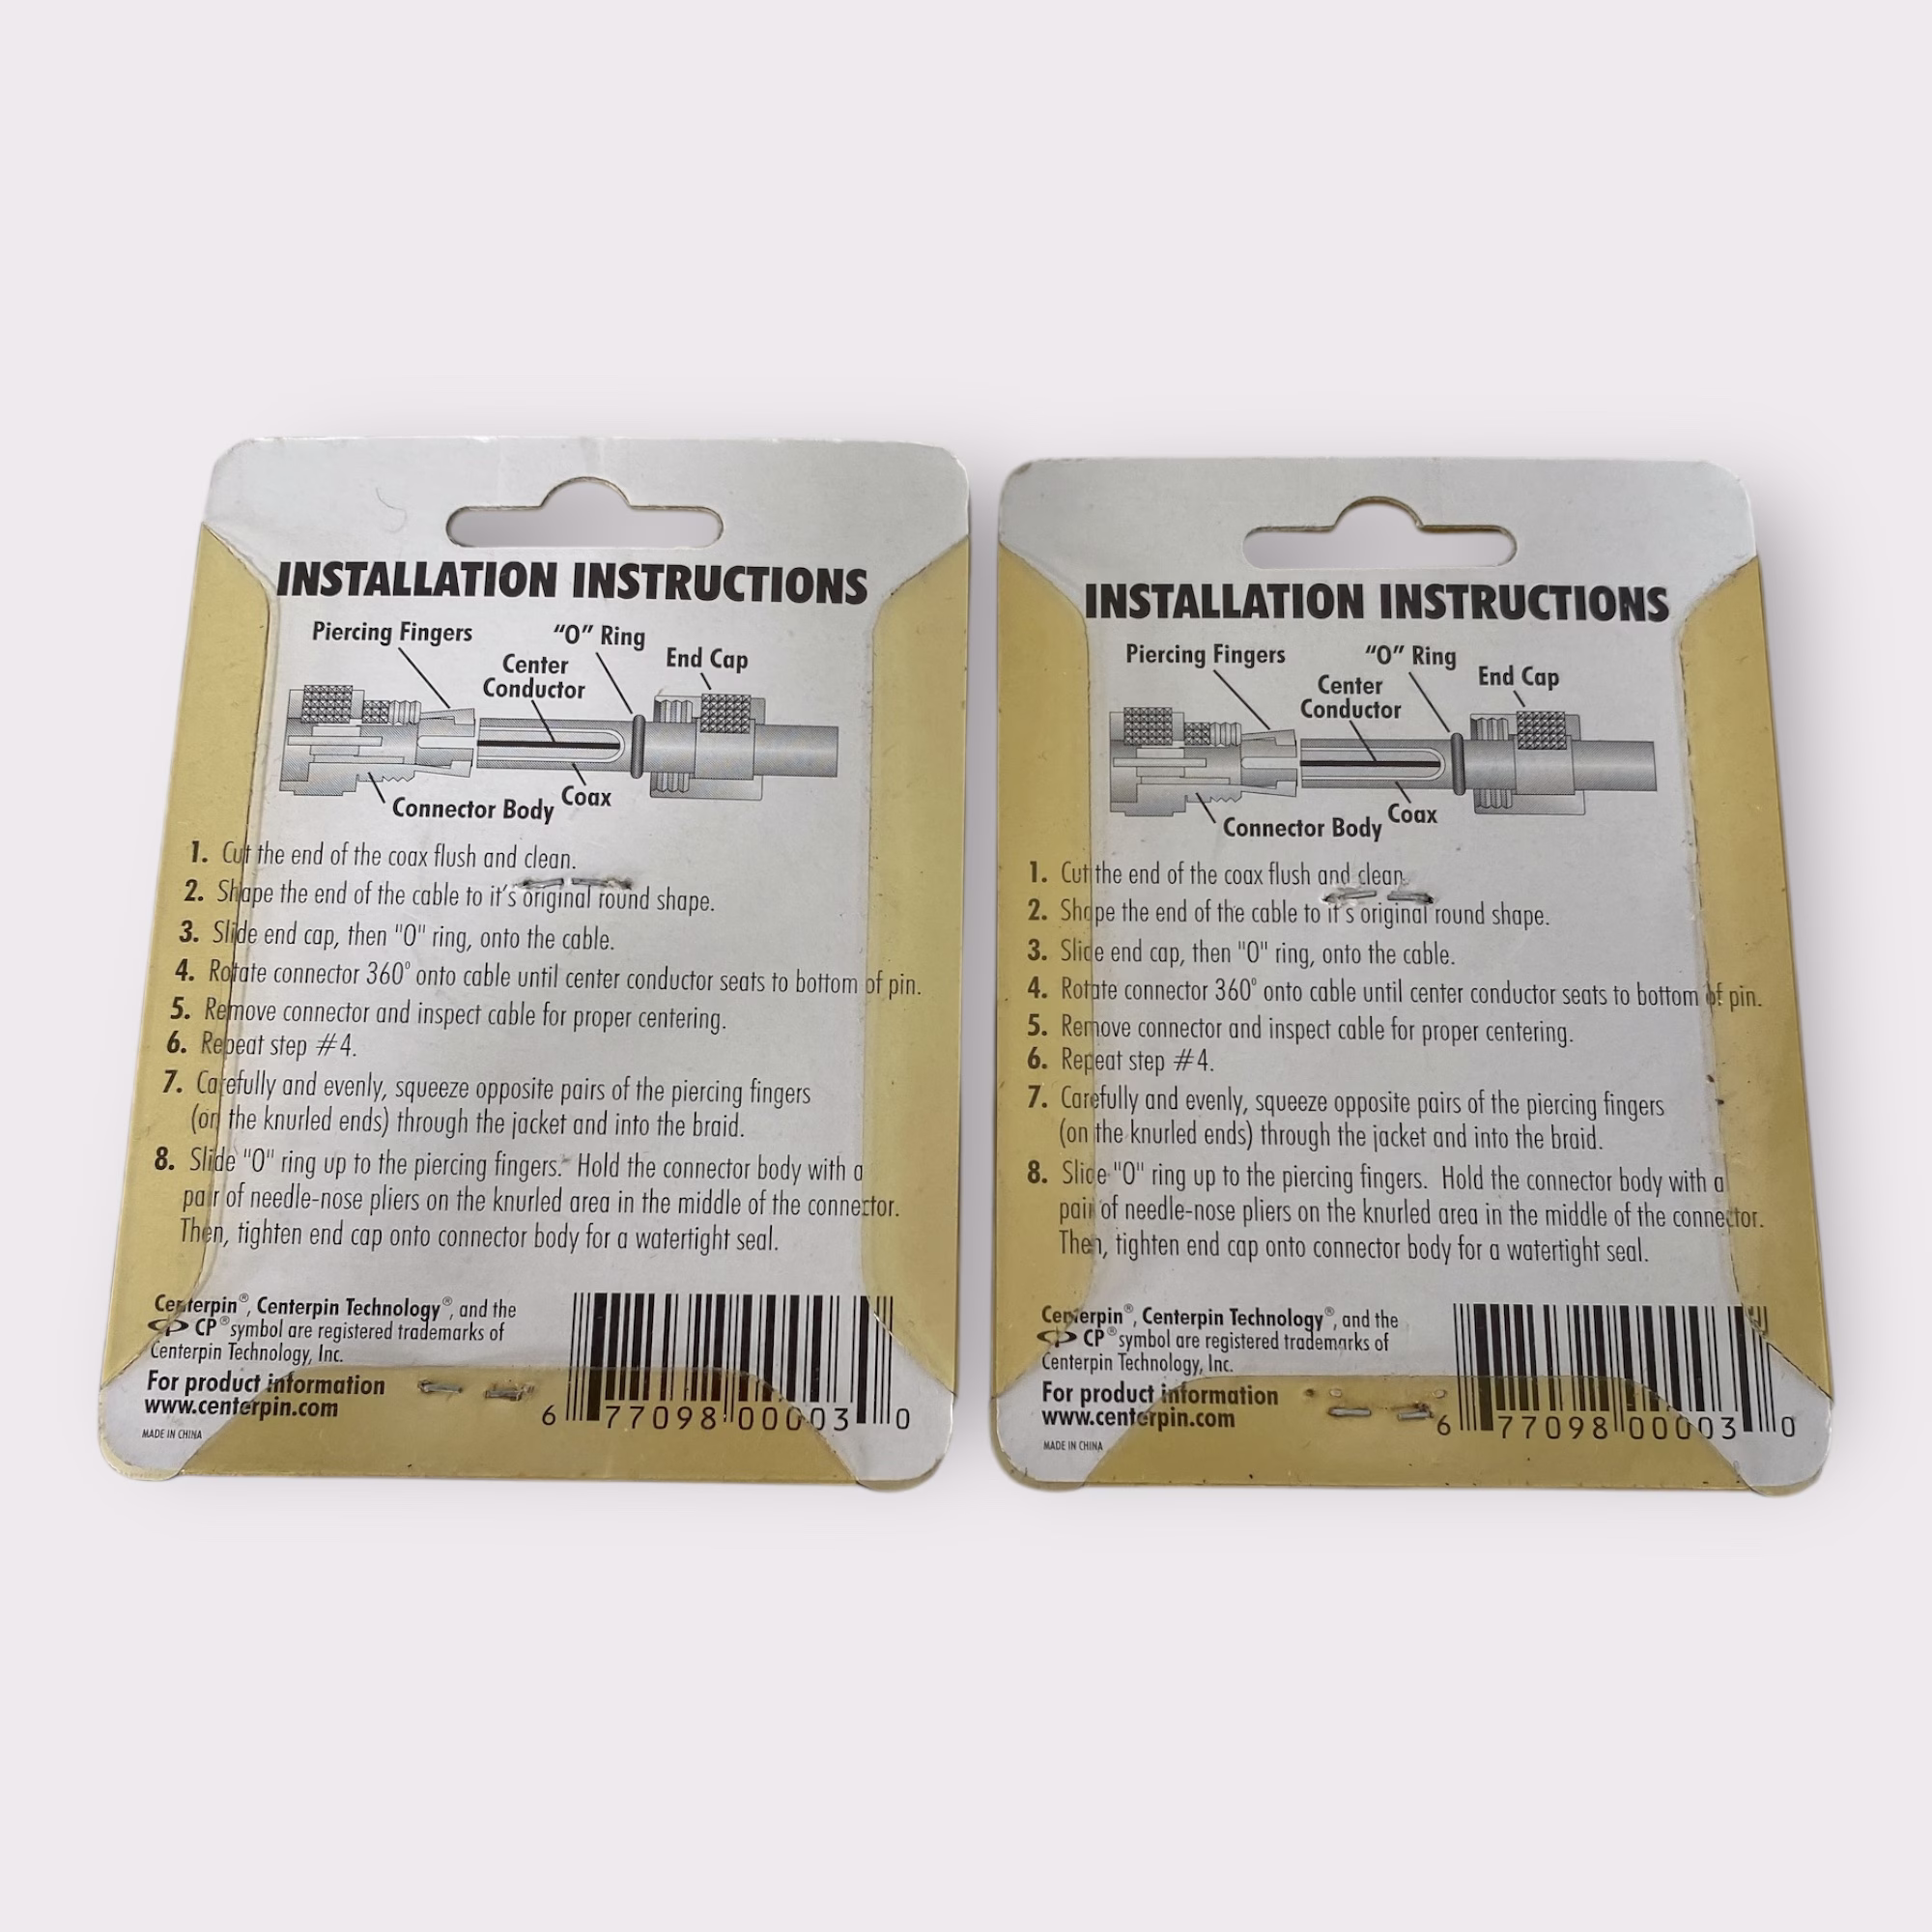 INSTALLATION INSTRUCTIONS
Piercing Fingers
"O" Ring
Center
Conductor
End Cap
Connector Body
Coax
1. Cut the end of the coax flush and clean.
2. Shape the end of the cable to it's original round shape.
3. Slide end cap, then "O" ring, onto the cable.
4. Rotate connector 360° onto cable until center conductor seats to bottom of pin.
5. Remove connector and inspect cable for proper centering.
6. Repeat step #4.
7. Carefully and evenly, squeeze opposite pairs of the piercing fingers
(on the knurled ends) through the jacket and into the braid.
8. Slide "O" ring up to the piercing fingers. Hold the connector body with a
pair of needle-nose pliers on the knurled area in the middle of the connector.
Then, tighten end cap onto connector body for a watertight seal.
Centerpin®, Centerpin Technology®, and the
CP® symbol are registered trademarks of
Centerpin Technology, Inc.
For product information
www.centerpin.com
MADE IN CHINA
6 77098 00003 0
INSTALLATION INSTRUCTIONS
Piercing Fingers
"O" Ring
Center
Conductor
End Cap
Connector Body
Coax
1. Cut the end of the coax flush and clean.
2. Shape the end of the cable to it's original round shape.
3. Slide end cap, then "O" ring, onto the cable.
4. Rotate connector 360° onto cable until center conductor seats to bottom of pin.
5. Remove connector and inspect cable for proper centering.
6. Repeat step #4.
7. Carefully and evenly, squeeze opposite pairs of the piercing fingers
(on the knurled ends) through the jacket and into the braid.
8. Slide "O" ring up to the piercing fingers. Hold the connector body with a
pair of needle-nose pliers on the knurled area in the middle of the connector.
Then, tighten end cap onto connector body for a watertight seal.
Centerpin®, Centerpin Technology®, and the
CP® symbol are registered trademarks of
Centerpin Technology, Inc.
For product information
www.centerpin.com
MADE IN CHINA
6 77098 00003 0